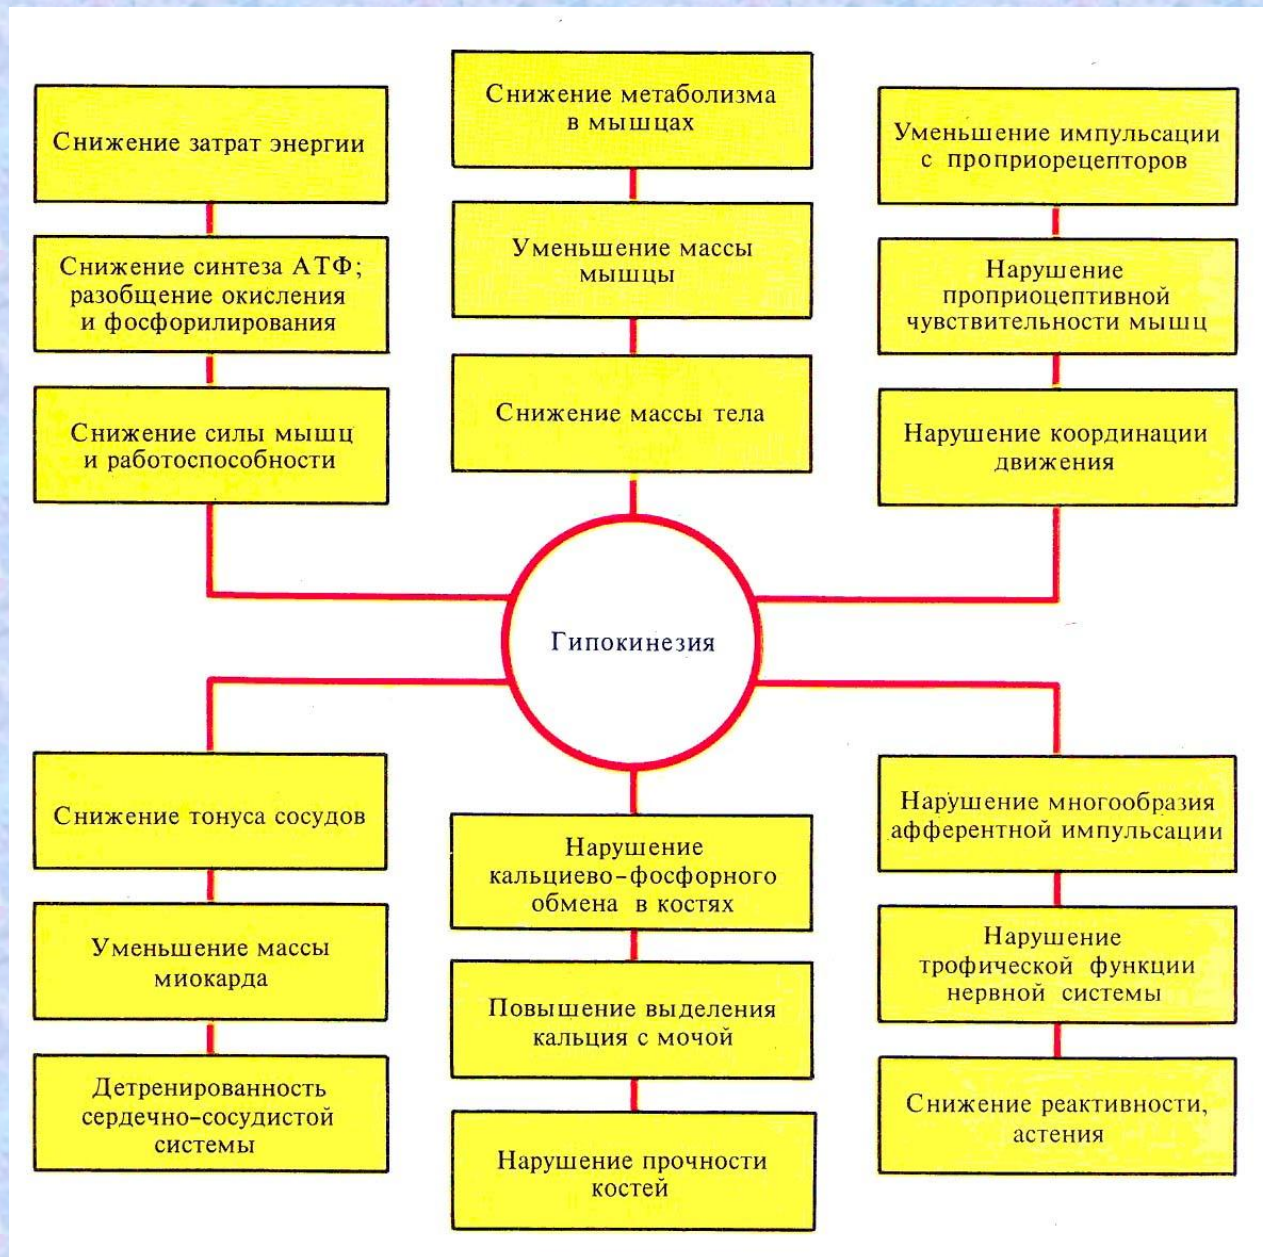 Снижение затрат энергии
Снижение синтеза АТФ;
разобщение окисления
и фосфорилирования
Снижение силы мышц
и работоспособности
Снижение метаболизма
в мышцах
Уменьшение массы
мышцы
Снижение массы тела
Уменьшение импульсации
с проприорецепторов
Нарушение
проприоцептивной
чувствительности мышц
Нарушение координации
движения
Гипокинезия
Снижение тонуса сосудов
Уменьшение массы
миокарда
Детренированность
сердечно-сосудистой
системы
Нарушение
кальциево-фосфорного
обмена в костях
Повышение выделения
кальция с мочой
Нарушение прочности
костей
Нарушение многообразия
афферентной импульсации
Нарушение
трофической функции
нервной системы
Снижение реактивности,
астения